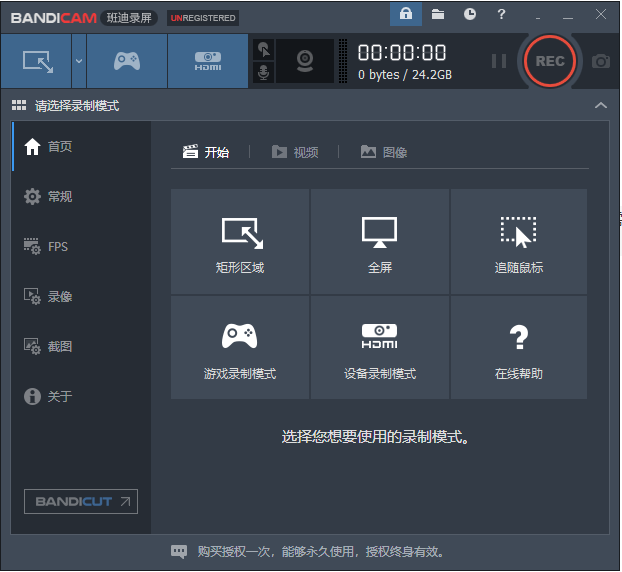 BANDICAM 班迪录屏 UNREGISTERED
?
HDMI
00:00:00
0 bytes / 24.2GB
REC
请选择录制模式
首页
常规
FPS
录像
截图
关于
BANDICUT
开始 视频 图像
矩形区域 全屏 追随鼠标
HDMI ?
游戏录制模式 设备录制模式 在线帮助
选择您想要使用的录制模式。
购买授权一次，能够永久使用，授权终身有效。